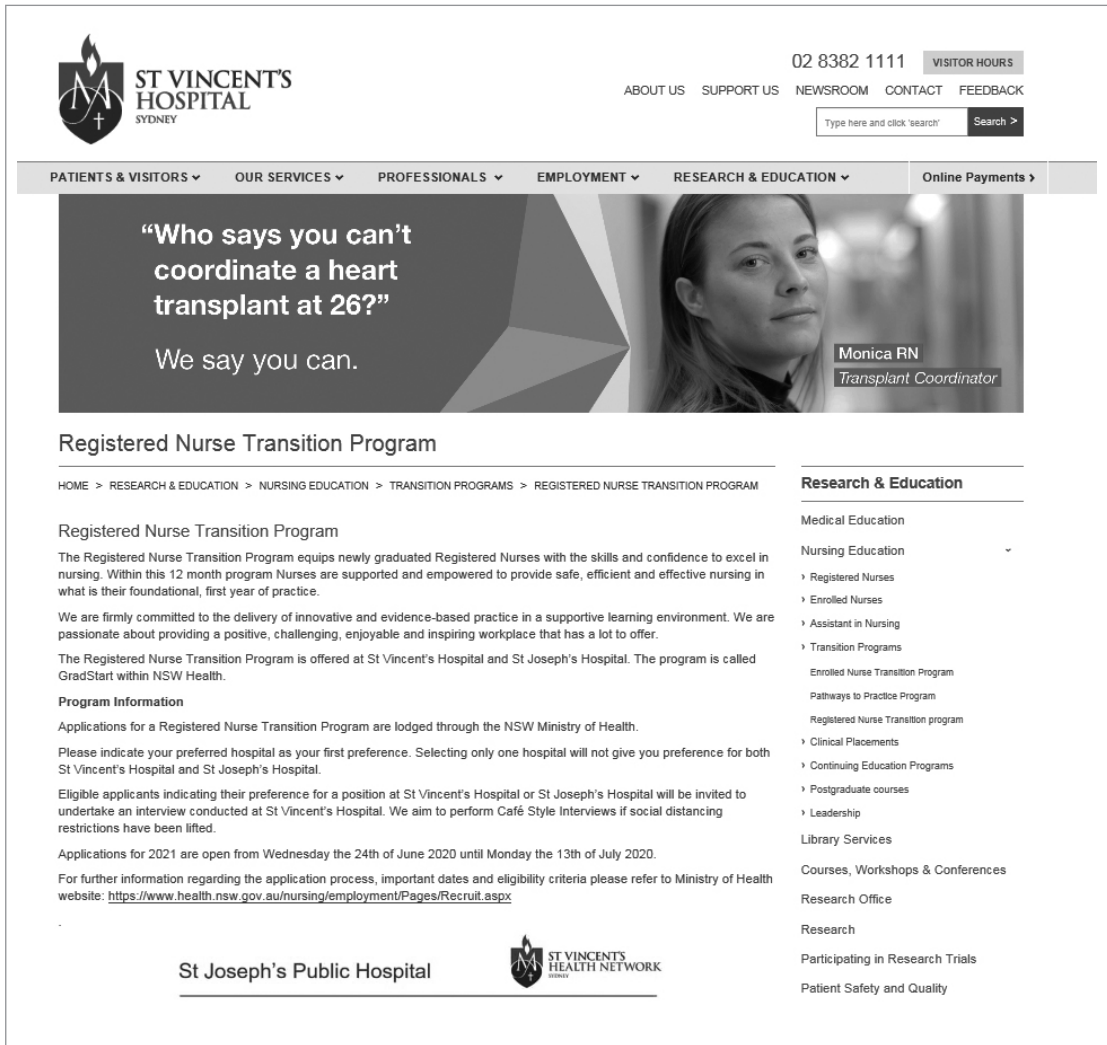 ST VINCENT'S
HOSPITAL
SYDNEY
02 8382 1111
VISITOR HOURS
ABOUT US SUPPORT US NEWSROOM CONTACT FEEDBACK
Type here and click 'search' Search >
PATIENTS & VISITORS OUR SERVICES PROFESSIONALS EMPLOYMENT RESEARCH & EDUCATION Online Payments >
“Who says you can’t
coordinate a heart
transplant at 26?”
We say you can.
Monica RN
Transplant Coordinator
Registered Nurse Transition Program
HOME > RESEARCH & EDUCATION > NURSING EDUCATION > TRANSITION PROGRAMS > REGISTERED NURSE TRANSITION PROGRAM
Registered Nurse Transition Program
The Registered Nurse Transition Program equips newly graduated Registered Nurses with the skills and confidence to excel in
nursing. Within this 12 month program Nurses are supported and empowered to provide safe, efficient and effective nursing in
what is their foundational, first year of practice.
We are firmly committed to the delivery of innovative and evidence-based practice in a supportive learning environment. We are
passionate about providing a positive, challenging, enjoyable and inspiring workplace that has a lot to offer.
The Registered Nurse Transition Program is offered at St Vincent's Hospital and St Joseph's Hospital. The program is called
GradStart within NSW Health.
Program Information
Applications for a Registered Nurse Transition Program are lodged through the NSW Ministry of Health.
Please indicate your preferred hospital as your first preference. Selecting only one hospital will not give you preference for both
St Vincent's Hospital and St Joseph's Hospital.
Eligible applicants indicating their preference for a position at St Vincent's Hospital or St Joseph's Hospital will be invited to
undertake an interview conducted at St Vincent's Hospital. We aim to perform Café Style Interviews if social distancing
restrictions have been lifted.
Applications for 2021 are open from Wednesday the 24th of June 2020 until Monday the 13th of July 2020.
For further information regarding the application process, important dates and eligibility criteria please refer to Ministry of Health
website: https://www.health.nsw.gov.au/nursing/employment/Pages/Recruit.aspx
.
St Joseph's Public Hospital
ST VINCENT'S
HEALTH NETWORK
SYDNEY
Research & Education
Medical Education
Nursing Education
› Registered Nurses
› Enrolled Nurses
› Assistant in Nursing
› Transition Programs
Enrolled Nurse Transition Program
Pathways to Practice Program
Registered Nurse Transition program
› Clinical Placements
› Continuing Education Programs
› Postgraduate courses
› Leadership
Library Services
Courses, Workshops & Conferences
Research Office
Research
Participating in Research Trials
Patient Safety and Quality